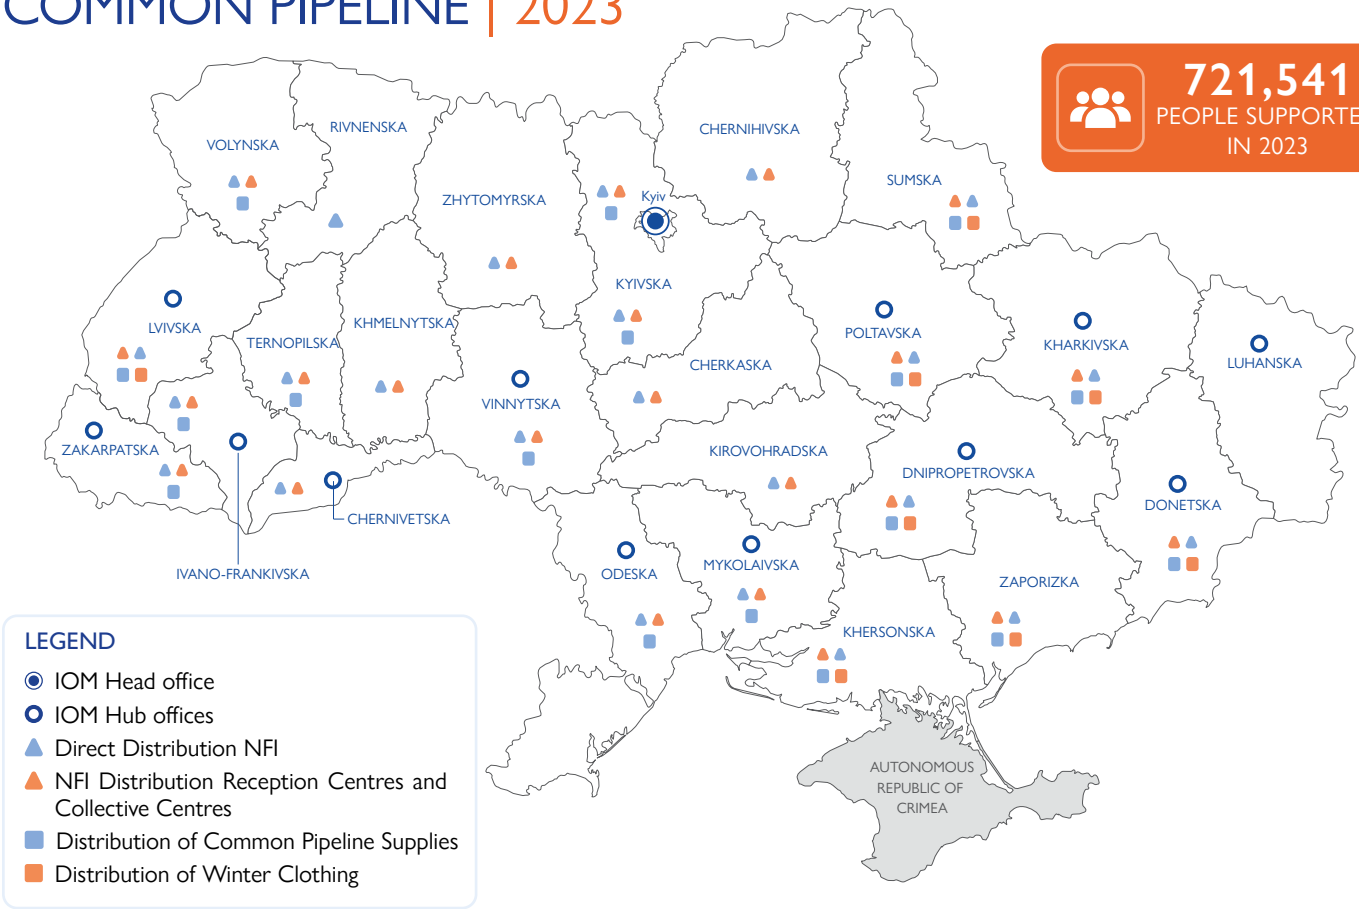 COMMON PIPELINE | 2023
721,541
PEOPLE SUPPORTE
IN 2023
RIVNENSKA
CHERNIHIVSKA
VOLYNSKA
SUMSKA
ZHYTOMYRSKA
Kyiv
KYIVSKA
LVIVSKA
KHMELNYTSKA
TERNOPILSKA
POLTAVSKA
KHARKIVSKA
LUHANSKA
CHERKASKA
VINNYTSKA
ZAKARPATSKA
KIROVOHRADSKA
DNIPROPETROVSKA
DONETSKA
CHERNIVETSKA
IVANO-FRANKIVSKA
ODESKA
MYKOLAIVSKA
ZAPORIZKA
KHERSONSKA
AUTONOMOUS
REPUBLIC OF
CRIMEA
LEGEND
IOM Head office
IOM Hub offices
Direct Distribution NFI
NFI Distribution Reception Centres and
Collective Centres
Distribution of Common Pipeline Supplies
Distribution of Winter Clothing